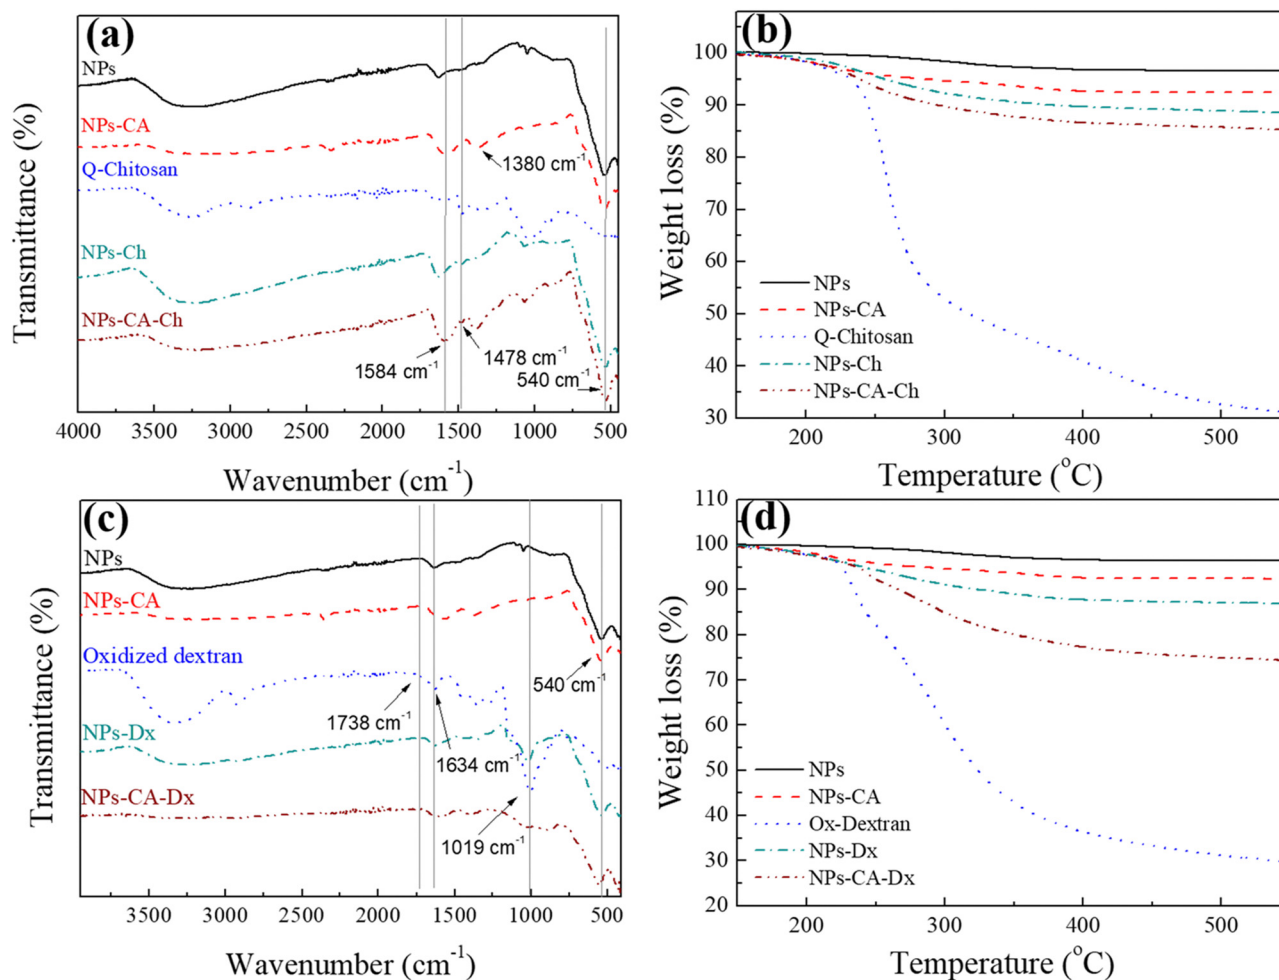 (a)
NPs
NPs-CA
1380 cm-1
Q-Chitosan
NPs-Ch
NPs-CA-Ch
1584 cm-1
1478 cm-1
540 cm-1
4000 3500 3000 2500 2000 1500 1000 500
Wavenumber (cm-1)
Transmittance (%)
(b)
100
90
80
70
60
50
40
30
NPs
NPs-CA
Q-Chitosan
NPs-Ch
NPs-CA-Ch
200 300 400 500
Temperature (oC)
Weight loss (%)
(c)
NPs
NPs-CA
Oxidized dextran
540 cm-1
1738 cm-1
NPs-Dx
1634 cm-1
NPs-CA-Dx
1019 cm-1
3500 3000 2500 2000 1500 1000 500
Wavenumber (cm-1)
Transmittance (%)
(d)
110
100
90
80
70
60
50
40
30
20
NPs
NPs-CA
Ox-Dextran
NPs-Dx
NPs-CA-Dx
200 300 400 500
Temperature (oC)
Weight loss (%)